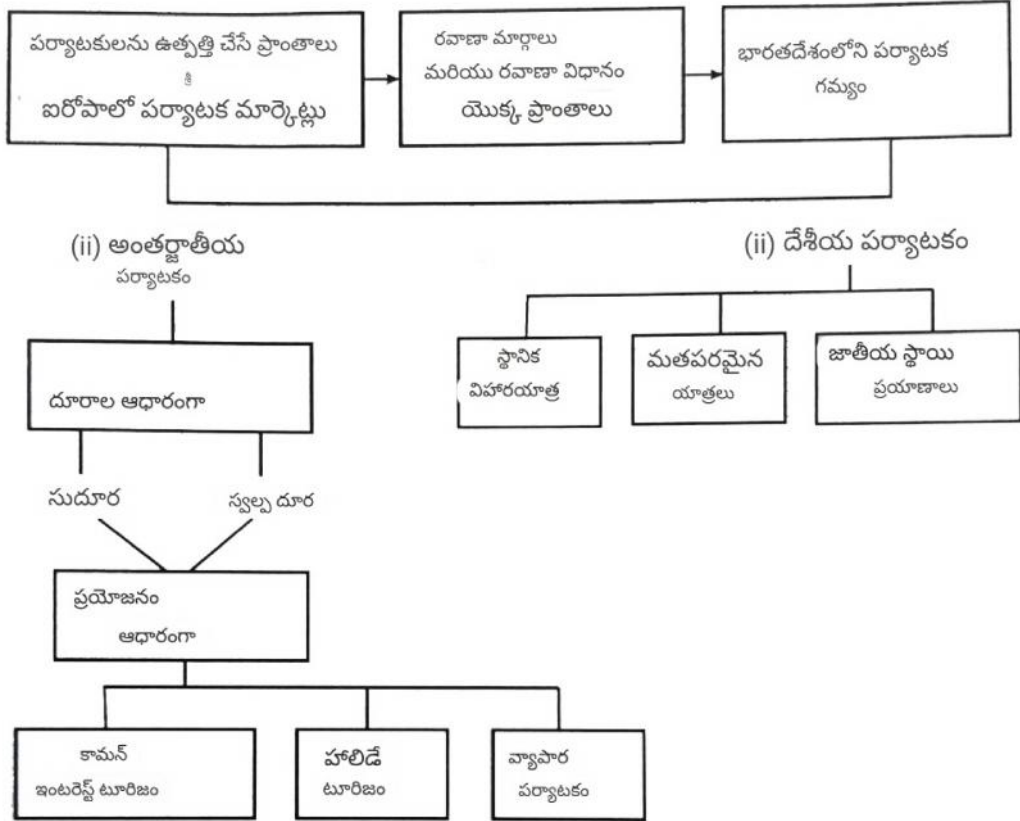 పర్యాటకులను ఉత్పత్తి చేసే ప్రాంతాలు
ఐరోపాలో పర్యాటక మార్కెట్లు
రవాణా మార్గాలు
మరియు రవాణా విధానం
యొక్క ప్రాంతాలు
భారతదేశంలోని పర్యాటక
గమ్యం
(ii) అంతర్జాతీయ
పర్యాటకం
దూరాల ఆధారంగా
సుదూర
స్వల్ప దూర
ప్రయోజనం
ఆధారంగా
కామన్
ఇంటరెస్ట్ టూరిజం
హాలిడే
టూరిజం
వ్యాపార
పర్యాటకం
(ii) దేశీయ పర్యాటకం
స్థానిక
విహారయాత్ర
మతపరమైన
యాత్రలు
జాతీయ స్థాయి
ప్రయాణాలు